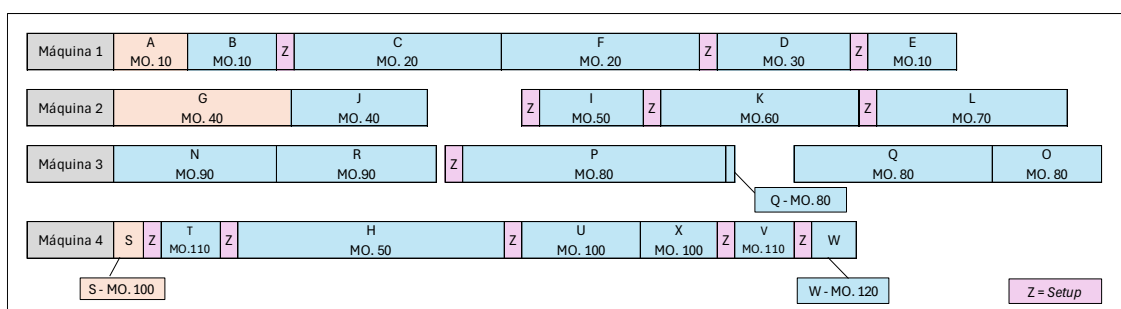 Máquina 1
A
MO. 10
B
MO.10
Z
C
MO. 20
F
MO. 20
Z
D
MO. 30
Z
E
MO.10
Máquina 2
G
MO. 40
J
MO. 40
Z
I
MO.50
Z
K
MO.60
Z
L
MO.70
Máquina 3
N
MO.90
R
MO.90
Z
P
MO.80
Q
MO. 80
O
MO. 80
Q - MO. 80
Máquina 4
S
Z
T
MO.110
Z
H
MO. 50
Z
U
MO. 100
X
MO. 100
Z
V
MO.110
Z
W
S - MO. 100
W - MO. 120
Z = Setup